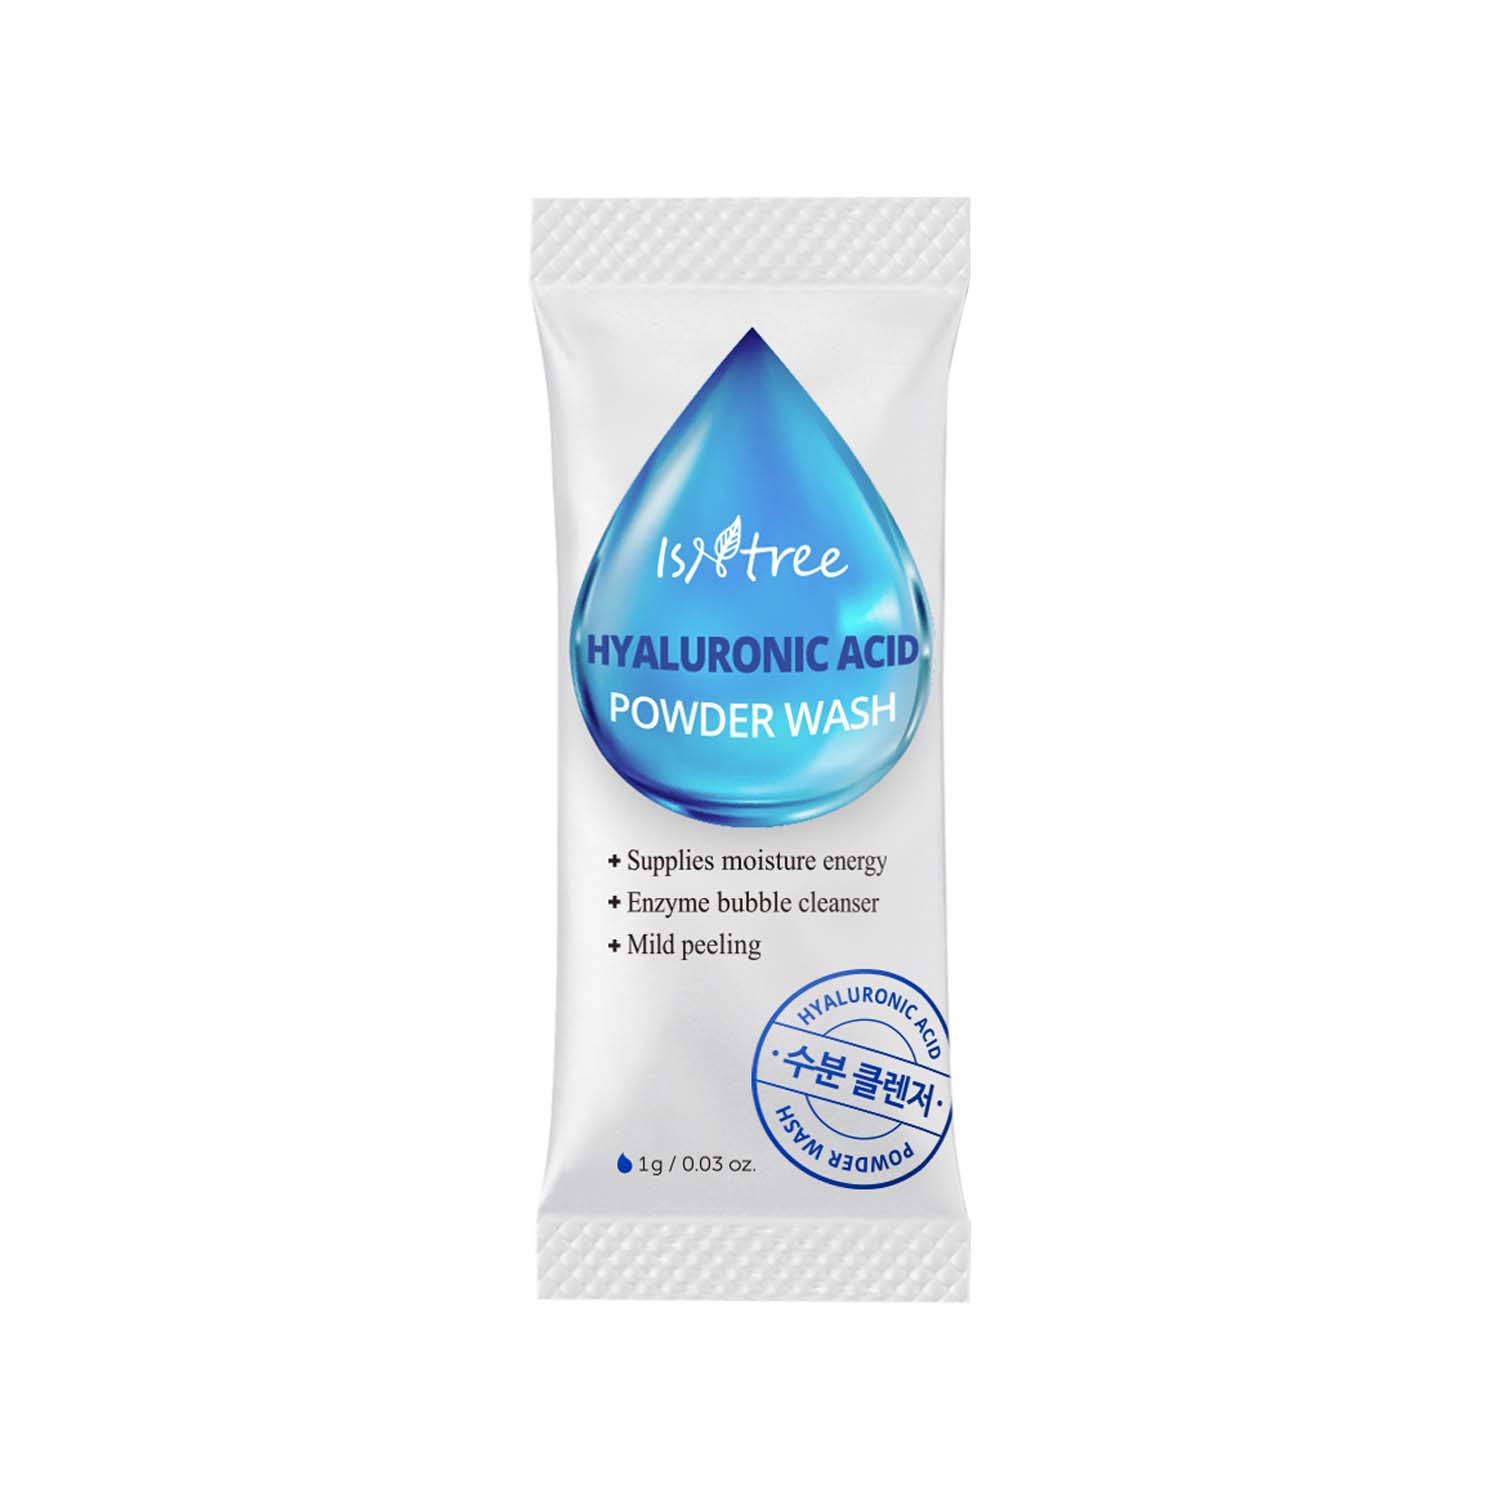 Isntree
HYALURONIC ACID
POWDER WASH
+ Supplies moisture energy
+ Enzyme bubble cleanser
+ Mild peeling
HYALURONIC ACID
· 수분 클렌저 ·
POWDER WASH
1g / 0.03 oz.